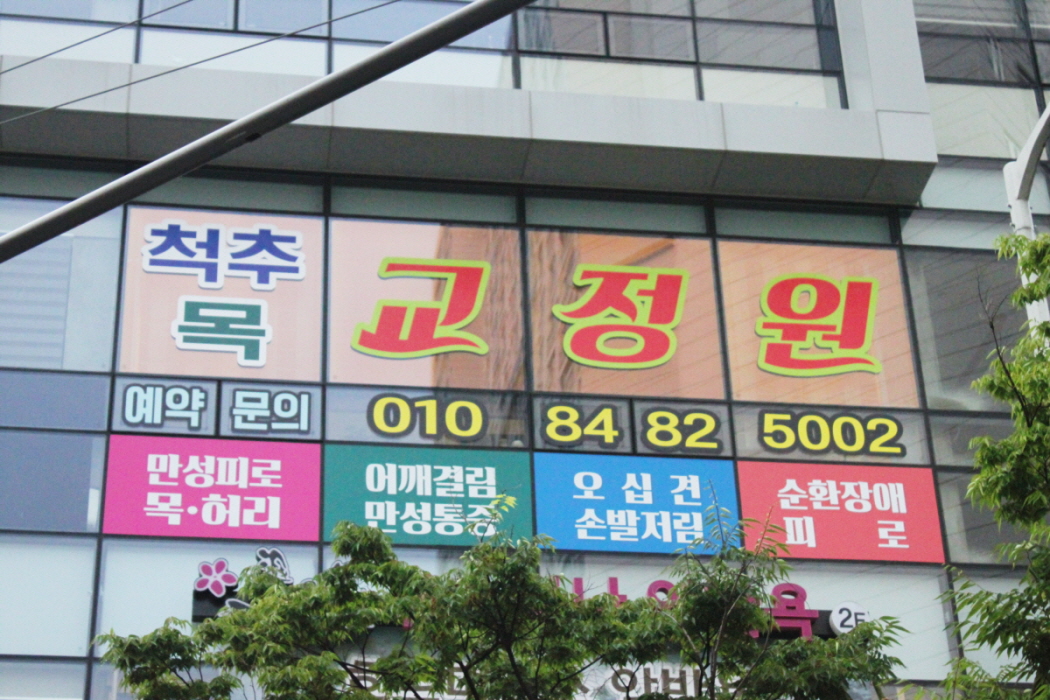 척추
목
교정원
예약 문의 010 8482 5002
만성피로
목·허리
어깨결림
만성통증
오십견
손발저림
순환장애
피로
2F